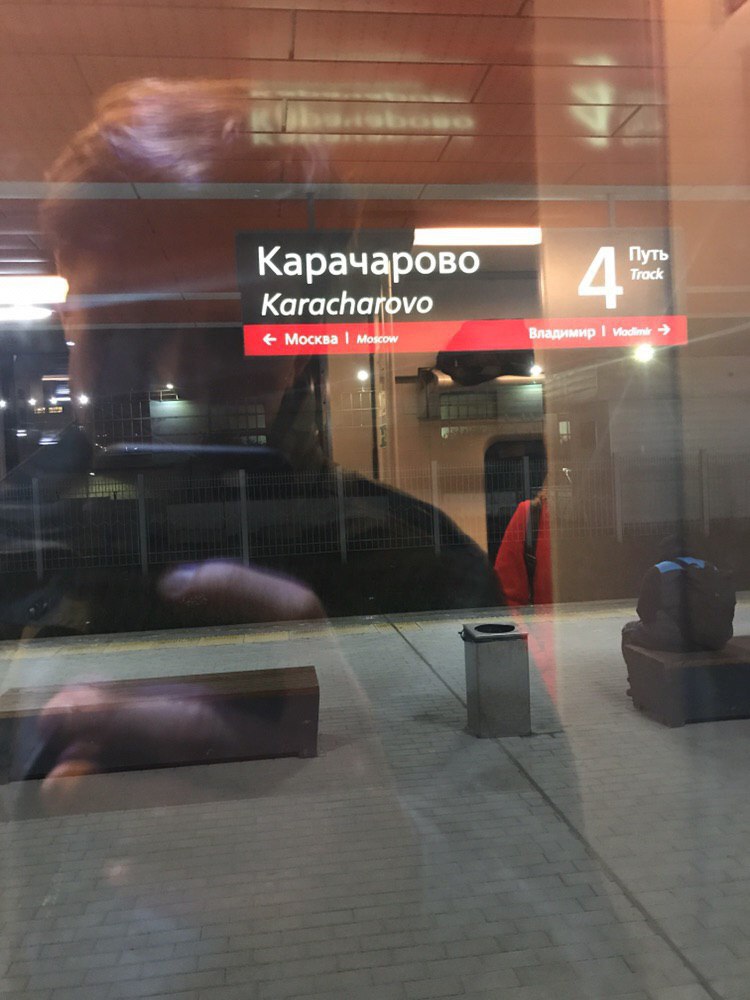 Карачарово
Karacharovo
4 Путь
Track
← Москва | Moscow
Владимир | Vladimir →